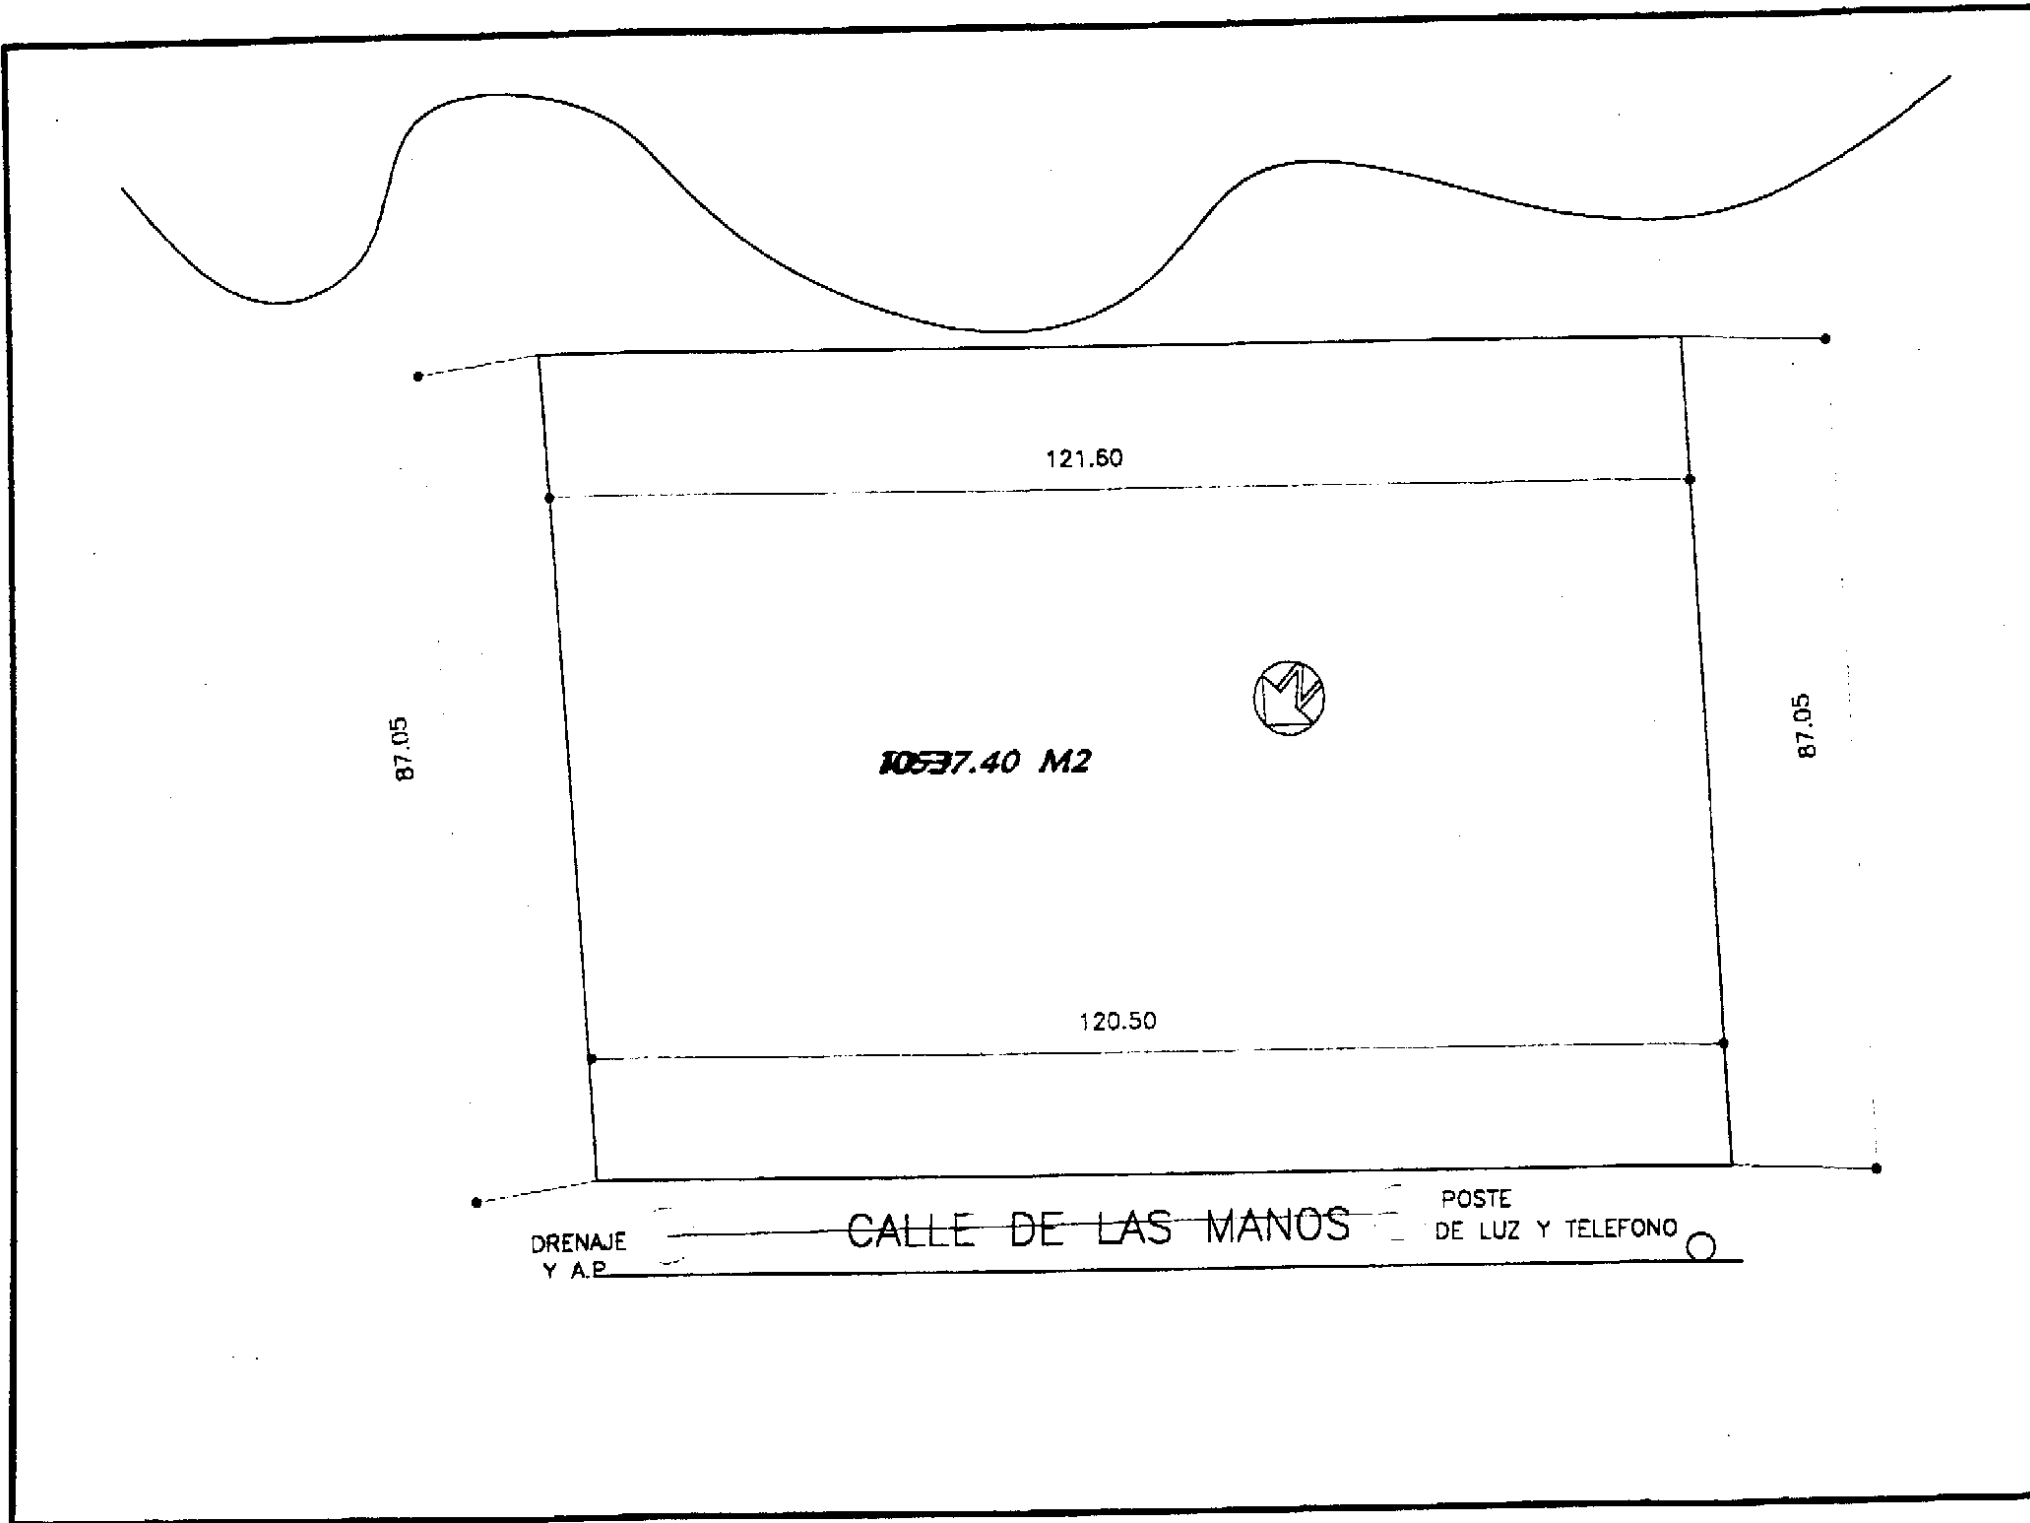 121.60
87.05
87.05
10537.40 M2
120.50
CALLE DE LAS MANOS
POSTE
DE LUZ Y TELEFONO
DRENAJE
Y A.P.